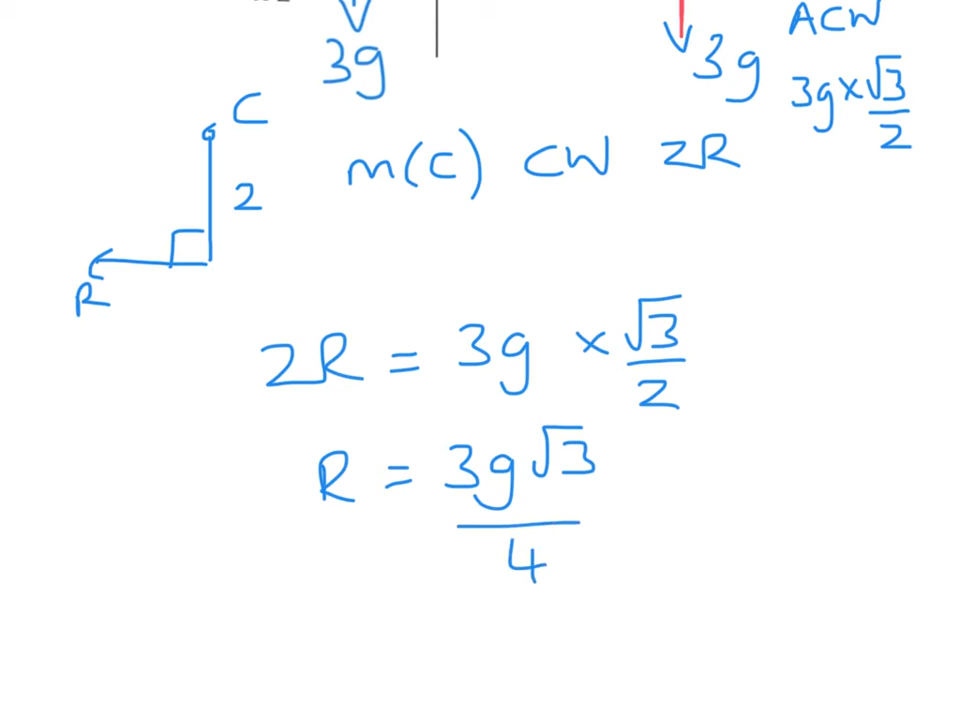 ACW
3g
3g
3g×√3/2
C
m(C) CW 2R
2
R
2R = 3g × √3/2
R = 3g√3/4